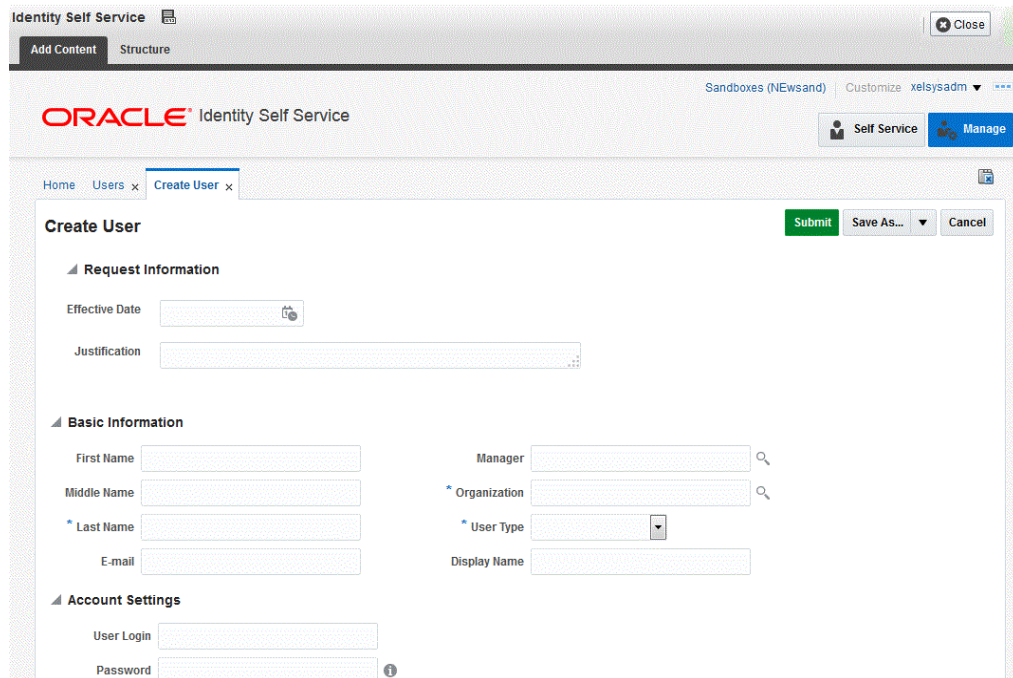 Identity Self Service
Close
Add Content Structure
Sandboxes (NEwsand) Customize xelsysadm
ORACLE® Identity Self Service
Self Service Manage
Home Users x Create User x
Create User
Submit Save As... Cancel
Request Information
Effective Date
Justification
Basic Information
First Name Manager
Middle Name * Organization
* Last Name * User Type
E-mail Display Name
Account Settings
User Login
Password